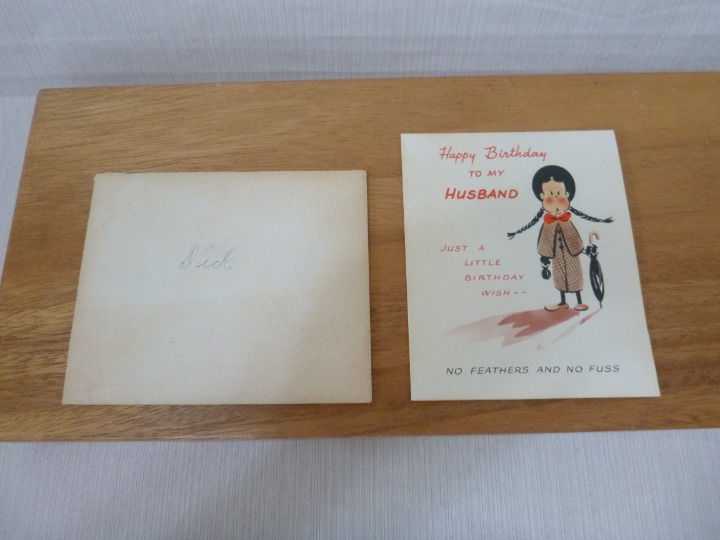 Dick
Happy Birthday
TO MY
HUSBAND
JUST A
LITTLE
BIRTHDAY
WISH--
NO FEATHERS AND NO FUSS